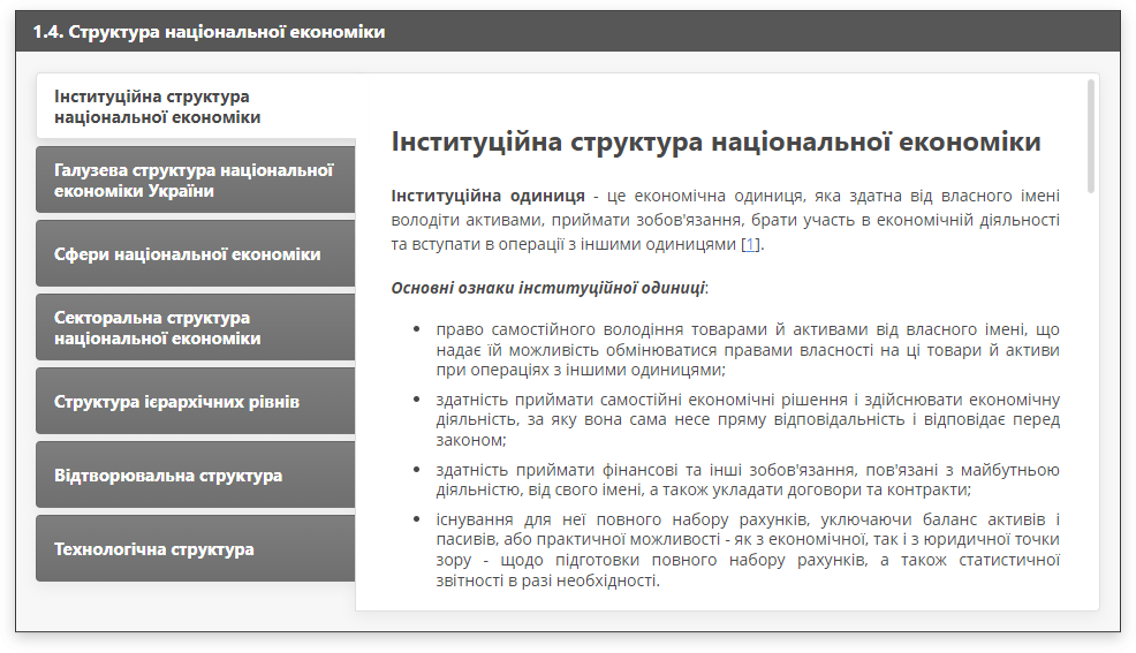 1.4. Структура національної економіки
Інституційна структура
національної економіки
Галузева структура національної
економіки України
Сфери національної економіки
Секторальна структура
національної економіки
Структура ієрархічних рівнів
Відтворювальна структура
Технологічна структура
Інституційна структура національної економіки
Інституційна одиниця - це економічна одиниця, яка здатна від власного імені
володіти активами, приймати зобов'язання, брати участь в економічній діяльності
та вступати в операції з іншими одиницями [1].
Основні ознаки інституційної одиниці:
• право самостійного володіння товарами й активами від власного імені, що
надає їй можливість обмінюватися правами власності на ці товари й активи
при операціях з іншими одиницями;
• здатність приймати самостійні економічні рішення і здійснювати економічну
діяльність, за яку вона сама несе пряму відповідальність і відповідає перед
законом;
• здатність приймати фінансові та інші зобов'язання, пов'язані з майбутньою
діяльністю, від свого імені, а також укладати договори та контракти;
• існування для неї повного набору рахунків, уключаючи баланс активів і
пасивів, або практичної можливості - як з економічної, так і з юридичної точки
зору - щодо підготовки повного набору рахунків, а також статистичної
звітності в разі необхідності.